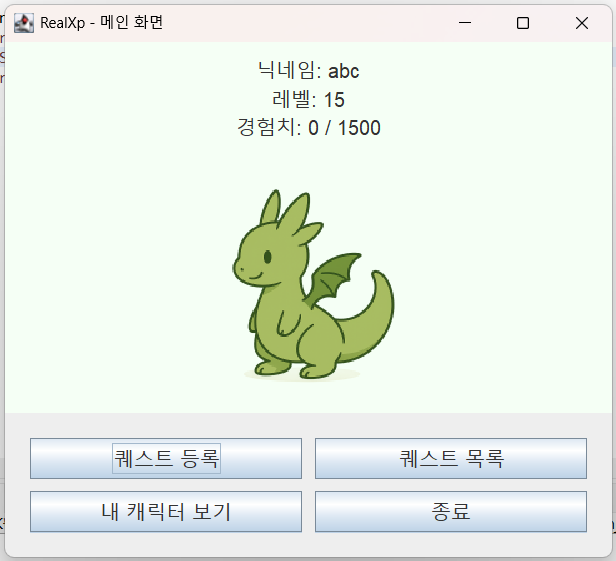 RealXp - 메인 화면
닉네임: abc
레벨: 15
경험치: 0 / 1500
퀘스트 등록
퀘스트 목록
내 캐릭터 보기
종료